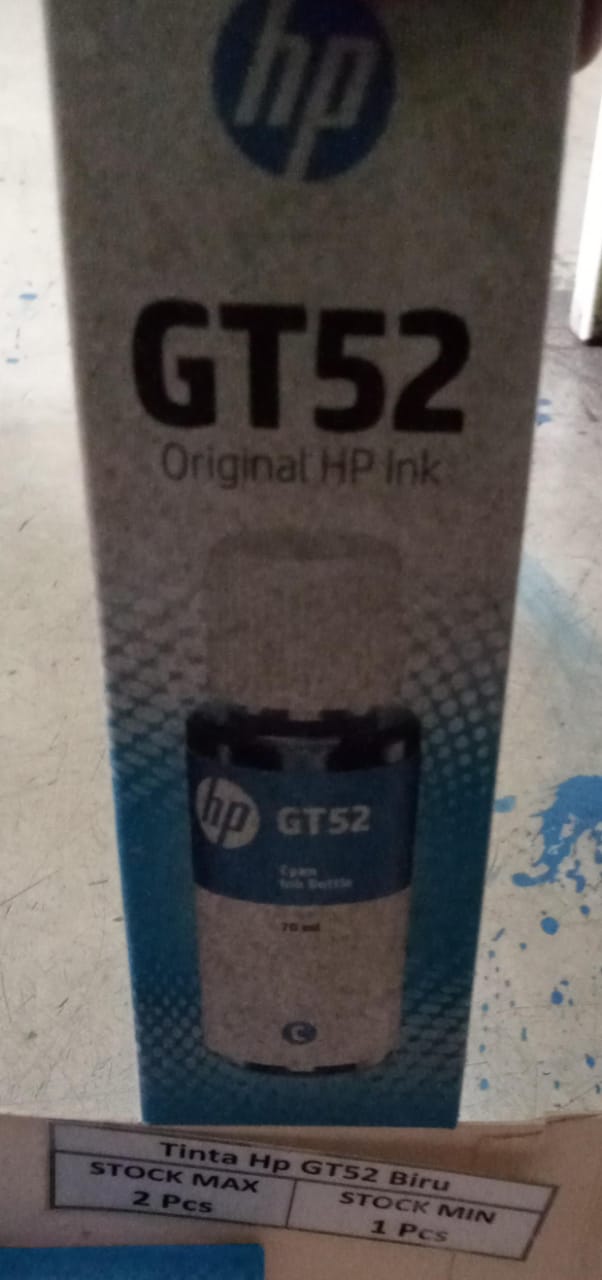 hp
GT52
Original HP Ink
hp
GT52
Cyan
Ink Bottle
70 ml
C
Tinta Hp GT52 Biru
STOCK MAX
2 Pcs
STOCK MIN
1 Pcs